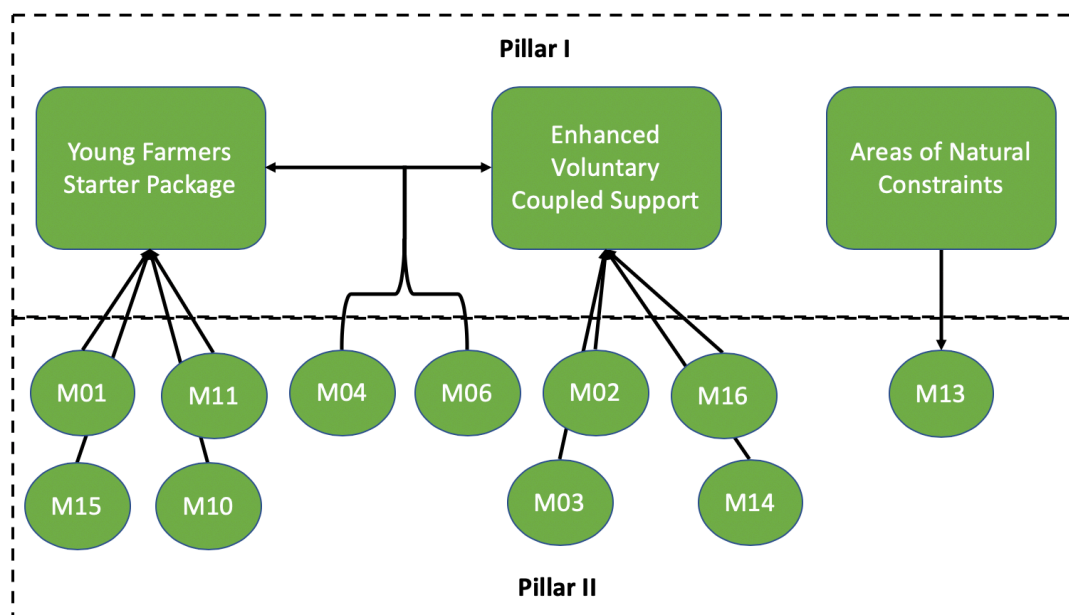 Pillar I
Young Farmers
Starter Package
Enhanced
Voluntary
Coupled Support
Areas of Natural
Constraints
M01
M11
M04
M06
M02
M16
M13
M15
M10
M03
M14
Pillar II